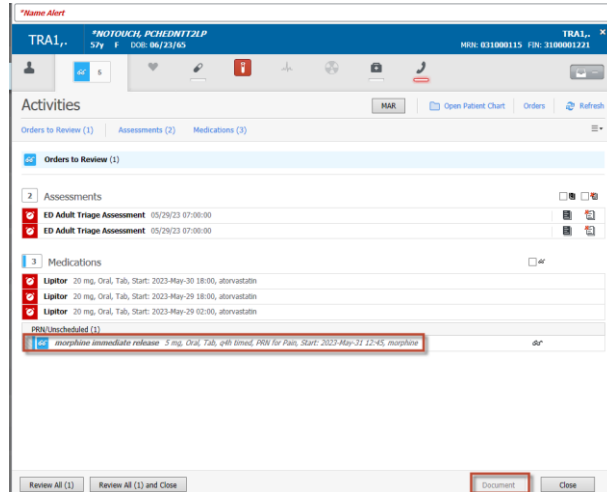 *Name Alert
TRA1,. *NOTOUCH, PCHEDNTT2LP TRA1,. ×
57y F DOB: 06/23/65 MRN: 031000115 FIN: 3100001221
5
Activities MAR Open Patient Chart Orders Refresh
Orders to Review (1) Assessments (2) Medications (3)
Orders to Review (1)
2 Assessments
ED Adult Triage Assessment 05/29/23 07:00:00
ED Adult Triage Assessment 05/29/23 07:00:00
3 Medications
Lipitor 20 mg, Oral, Tab, Start: 2023-May-30 18:00, atorvastatin
Lipitor 20 mg, Oral, Tab, Start: 2023-May-29 18:00, atorvastatin
Lipitor 20 mg, Oral, Tab, Start: 2023-May-29 02:00, atorvastatin
PRN/Unscheduled (1)
morphine immediate release 5 mg, Oral, Tab, q4h timed, PRN for Pain, Start: 2023-May-31 12:45, morphine
Review All (1) Review All (1) and Close Document Close